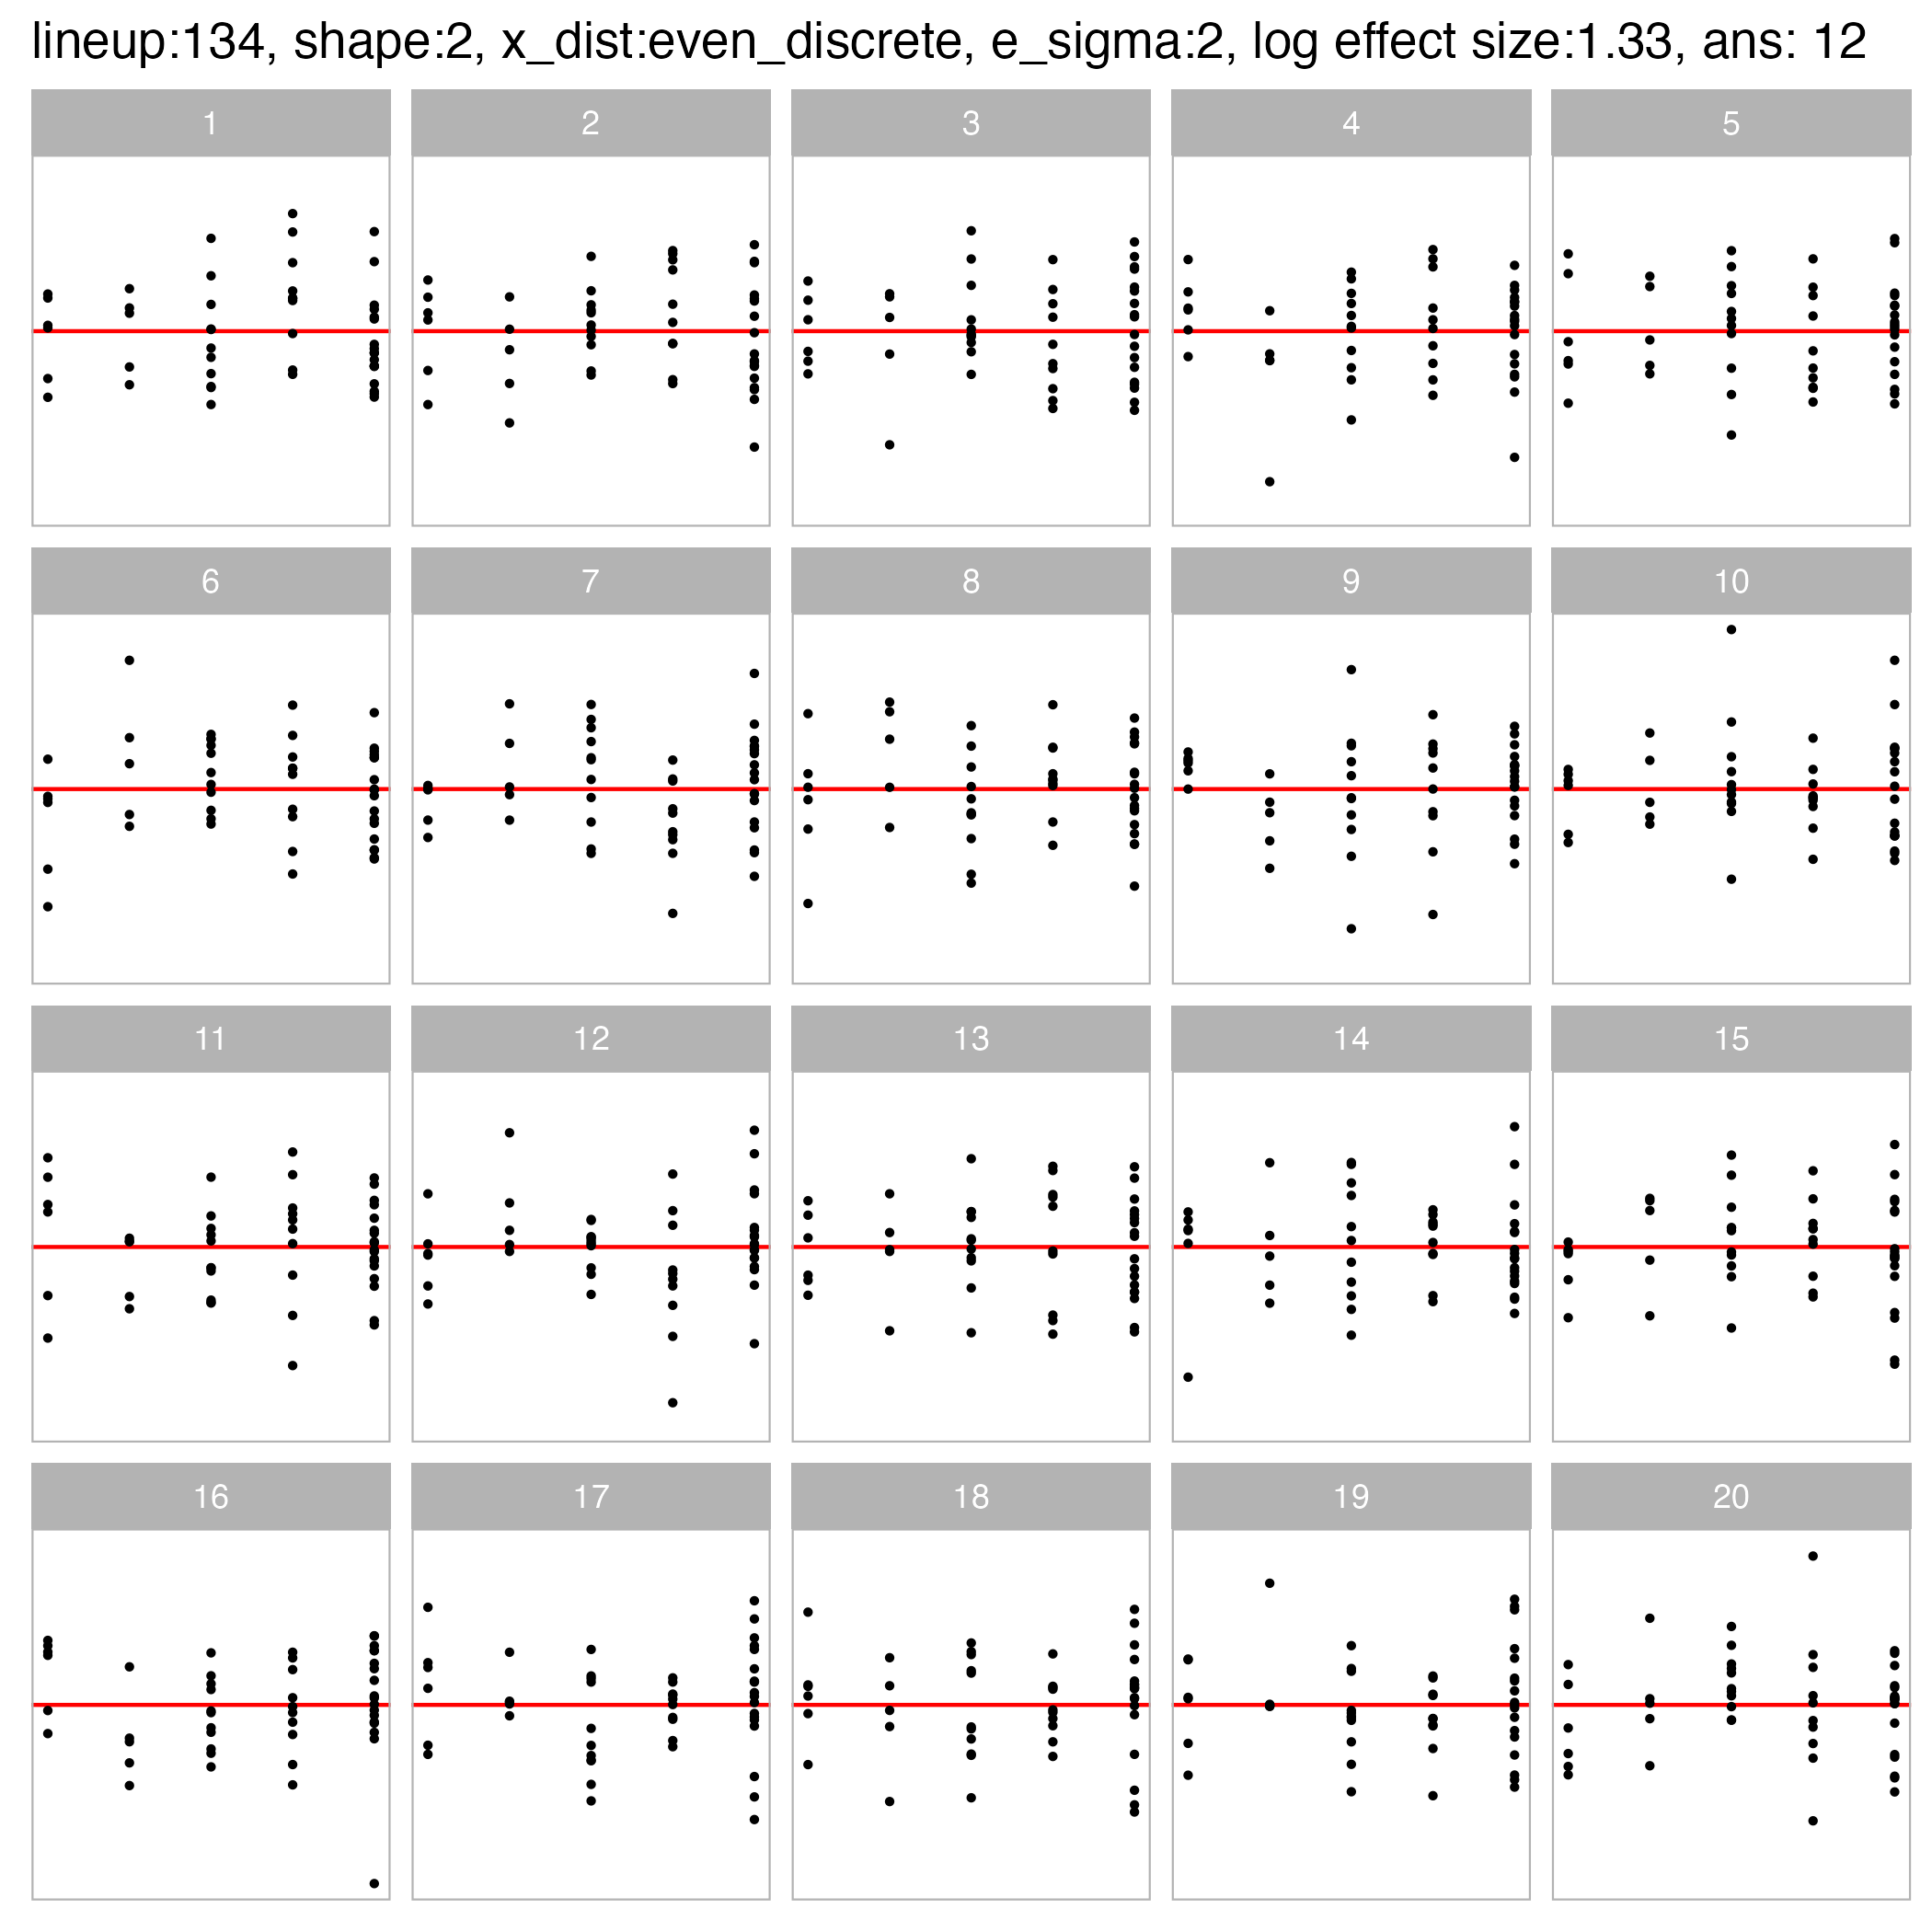 lineup:134, shape:2, x_dist:even_discrete, e_sigma:2, log effect size:1.33, ans: 12
1 2 3 4 5
6 7 8 9 10
11 12 13 14 15
16 17 18 19 20